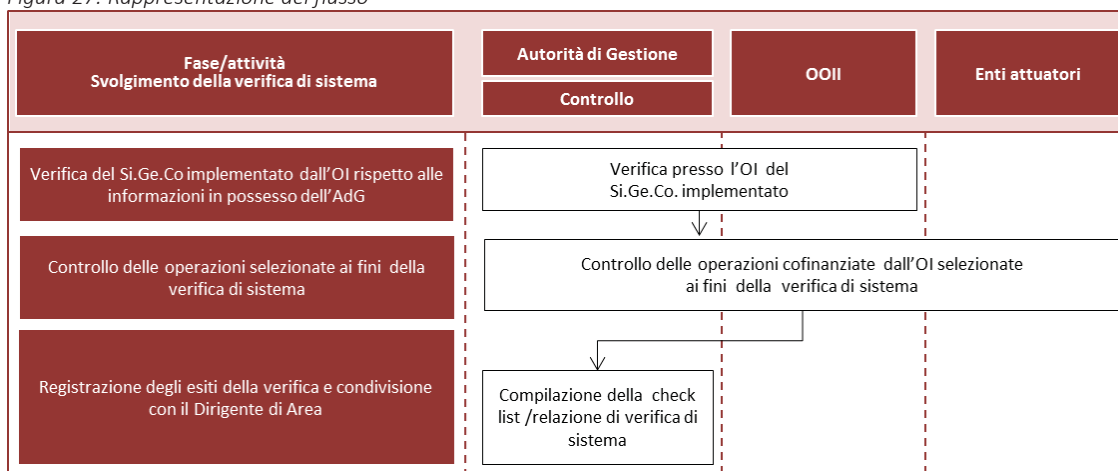 Figura 27: Rappresentazione del flusso
Fase/attività
Svolgimento della verifica di sistema
Autorità di Gestione
Controllo
OOII
Enti attuatori
Verifica del Si.Ge.Co implementato dall'OI rispetto alle
informazioni in possesso dell'AdG
Verifica presso l'OI del
Si.Ge.Co. implementato
Controllo delle operazioni selezionate ai fini della
verifica di sistema
Controllo delle operazioni cofinanziate dall'OI selezionate
ai fini della verifica di sistema
Registrazione degli esiti della verifica e condivisione
con il Dirigente di Area
Compilazione della check
list /relazione di verifica di
sistema